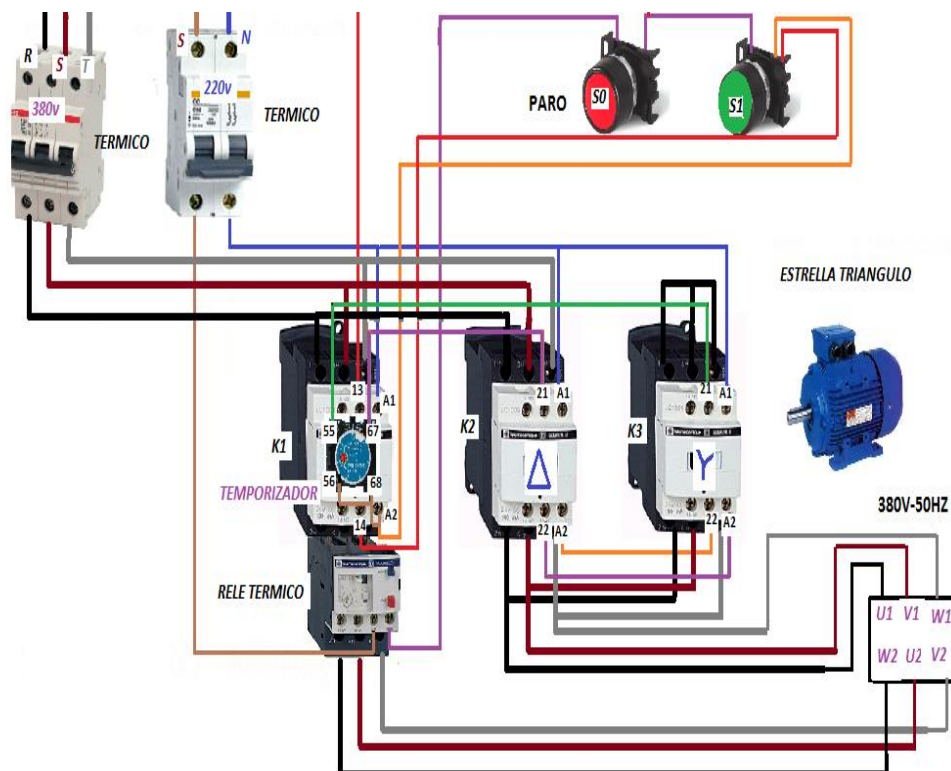 R S T
380v
TERMICO
S N
220v
TERMICO
PARO
S0
S1
ESTRELLA TRIANGULO
K1
13
A1
55
67
56
68
A2
14
TEMPORIZADOR
RELE TERMICO
K2
21
A1
Δ
22
A2
K3
21
A1
Y
22
A2
380V-50HZ
U1 V1 W1
W2 U2 V2